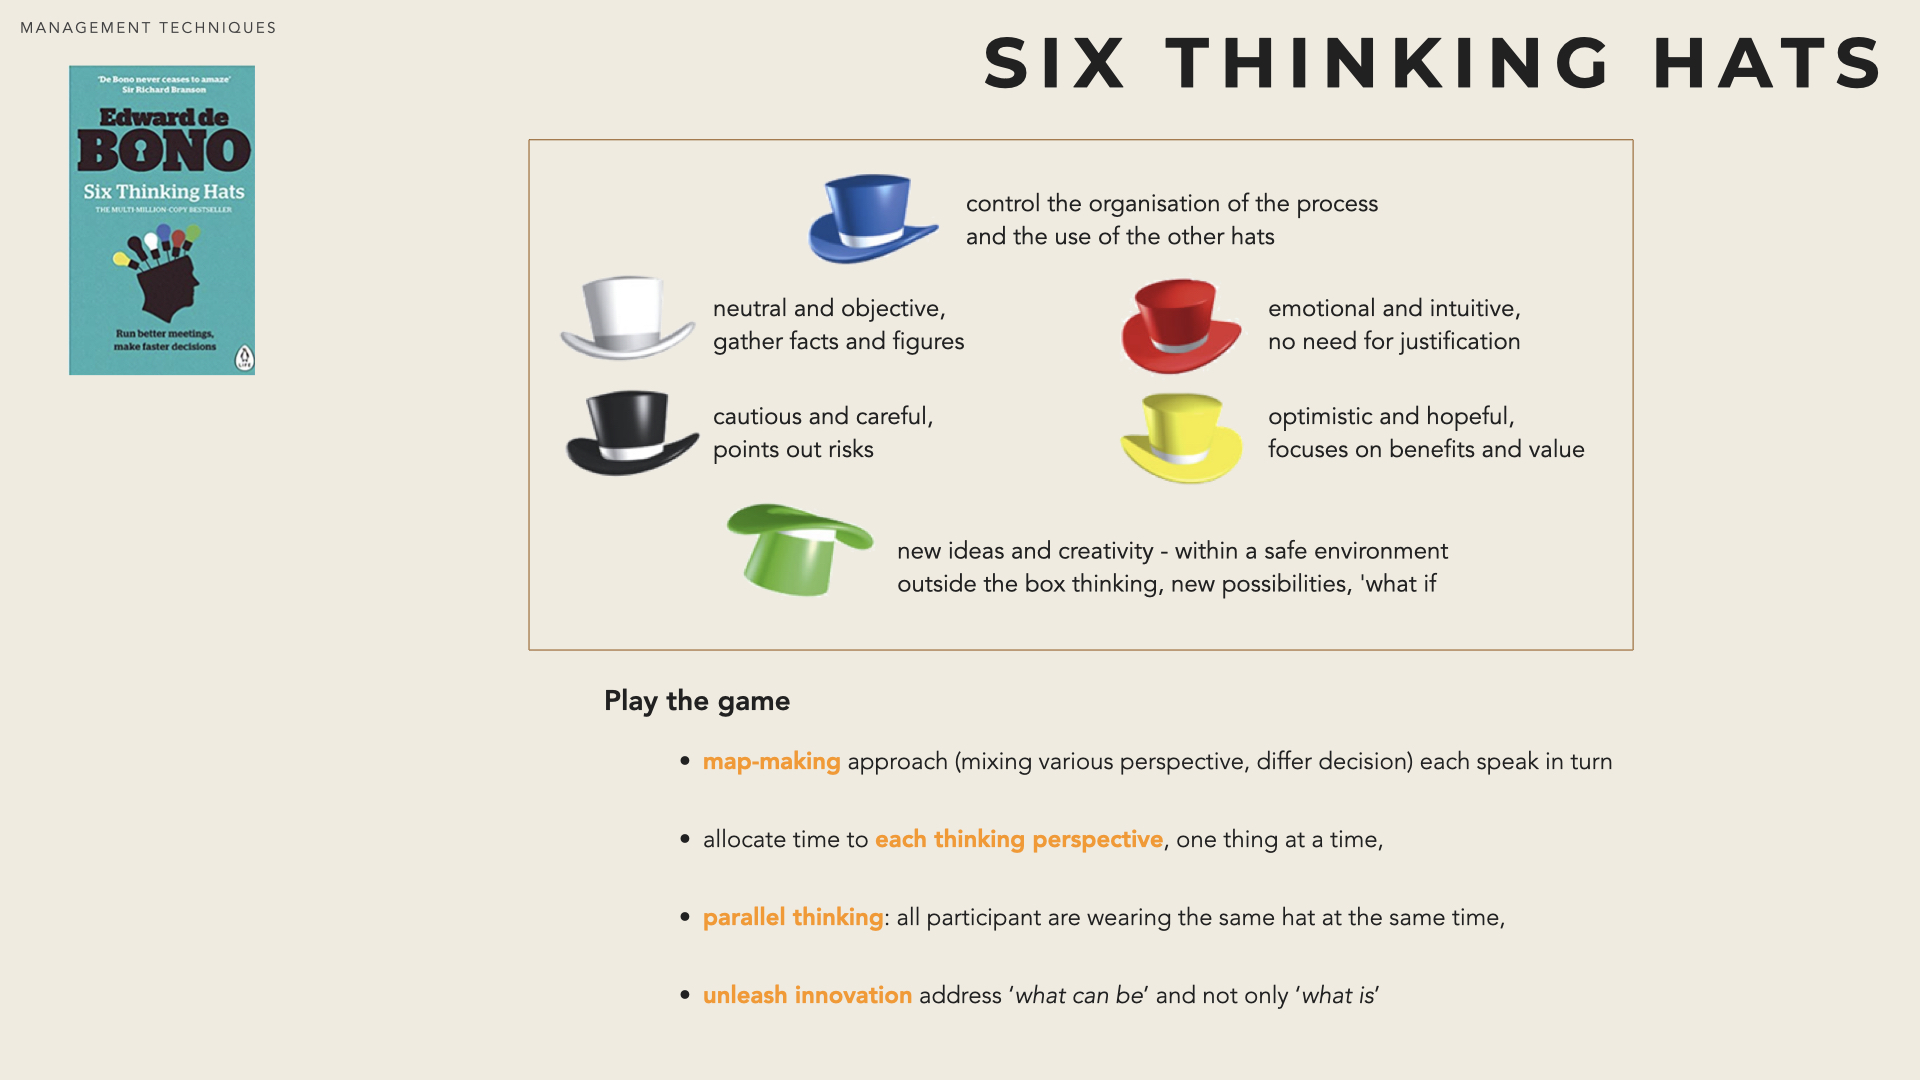 MANAGEMENT TECHNIQUES
SIX THINKING HATS
'De Bono never ceases to amaze'
Sir Richard Branson
Edward de
BONO
Six Thinking Hats
THE MULTI-MILLION-COPY BESTSELLER
Run better meetings,
make faster decisions
LIFE
control the organisation of the process
and the use of the other hats
neutral and objective,
gather facts and figures
emotional and intuitive,
no need for justification
cautious and careful,
points out risks
optimistic and hopeful,
focuses on benefits and value
new ideas and creativity - within a safe environment
outside the box thinking, new possibilities, 'what if
Play the game
• map-making approach (mixing various perspective, differ decision) each speak in turn
• allocate time to each thinking perspective, one thing at a time,
• parallel thinking: all participant are wearing the same hat at the same time,
• unleash innovation address ‘what can be’ and not only ‘what is’